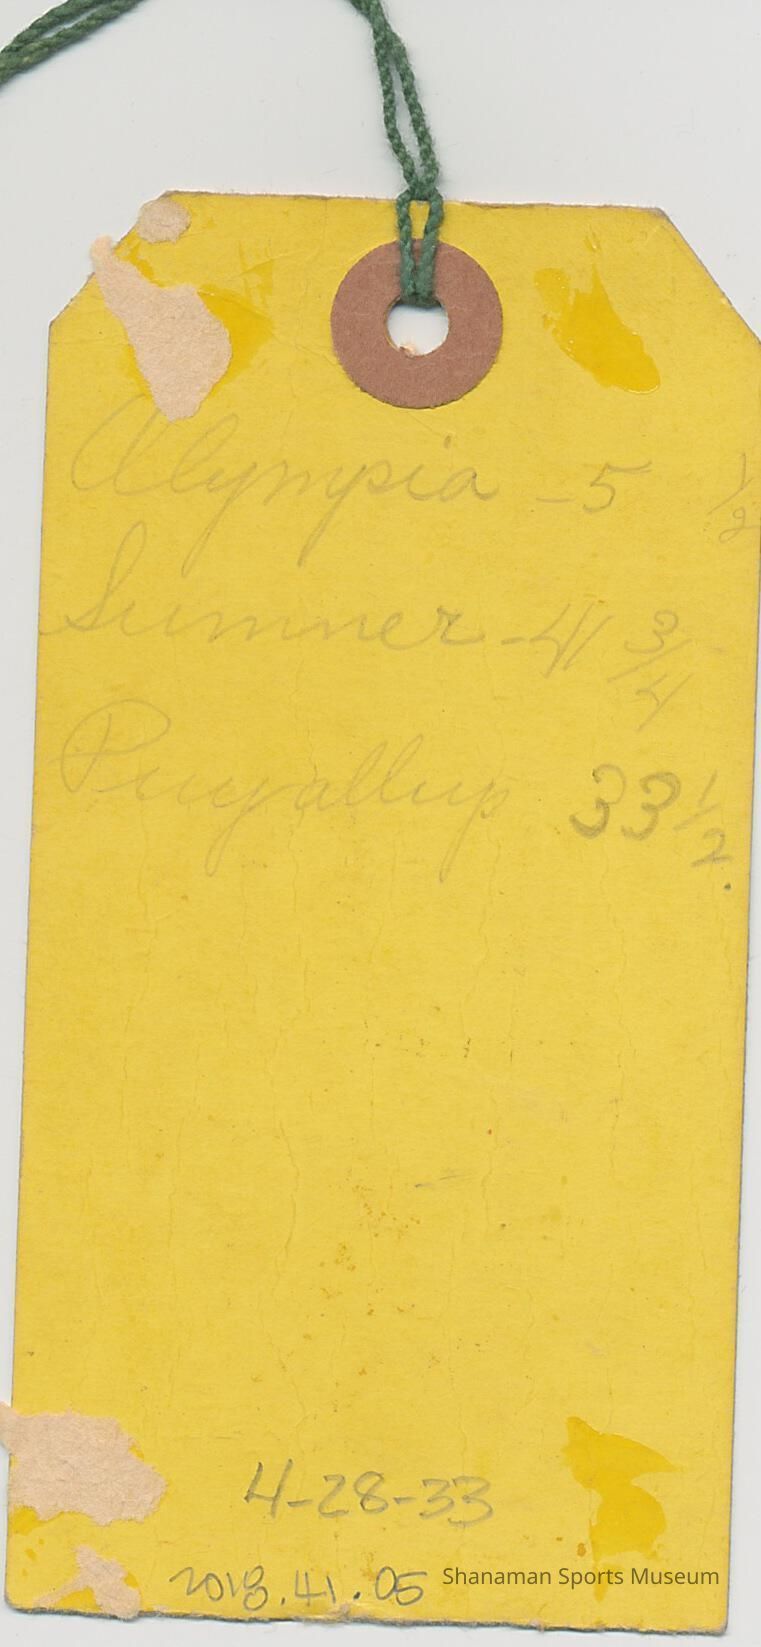 Olympia - 5 1/2
Sumner - 41 3/4
Puyallup 33 1/2
4-28-33
2018.41.05
Shanaman Sports Museum